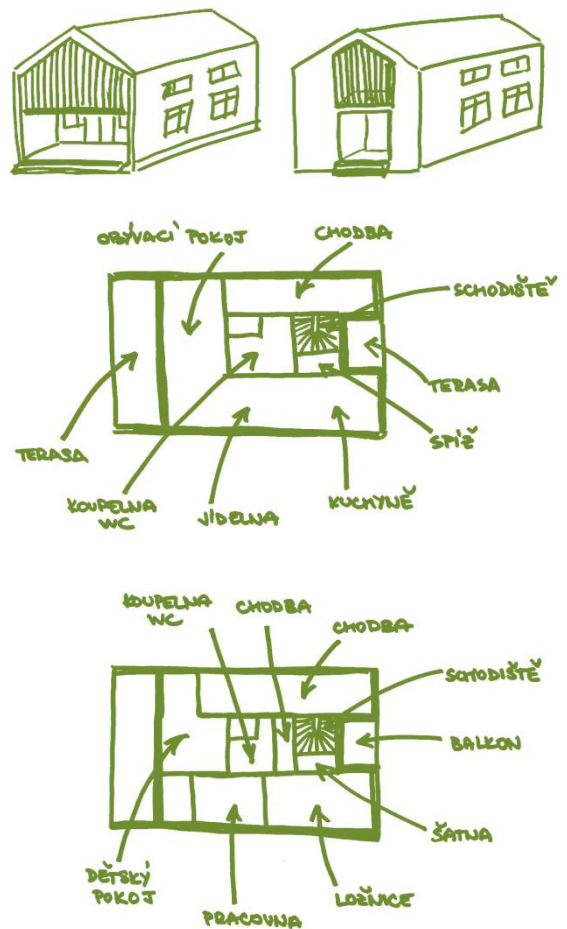 OBÝVACÍ POKOJ
CHODBA
SCHODIŠTĚ
TERASA
SPÍŽ
TERASA
KOUPELNA
WC
JÍDELNA
KUCHYNĚ
KOUPELNA
WC
CHODBA
CHODBA
SCHODIŠTĚ
BALKON
ŠATNA
DĚTSKÝ
POKOJ
PRACOVNA
LOŽNICE